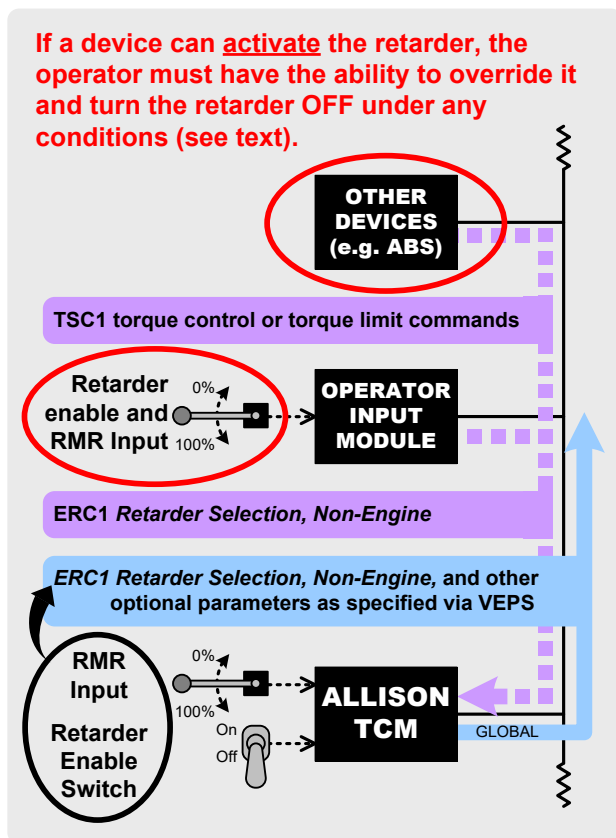 If a device can activate the retarder, the
operator must have the ability to override it
and turn the retarder OFF under any
conditions (see text).
OTHER
DEVICES
(e.g. ABS)
TSC1 torque control or torque limit commands
Retarder
enable and
RMR Input
0%
100%
OPERATOR
INPUT
MODULE
ERC1 Retarder Selection, Non-Engine
ERC1 Retarder Selection, Non-Engine, and other
optional parameters as specified via VEPS
RMR
Input
Retarder
Enable
Switch
0%
100%
On
Off
ALLISON
TCM
GLOBAL